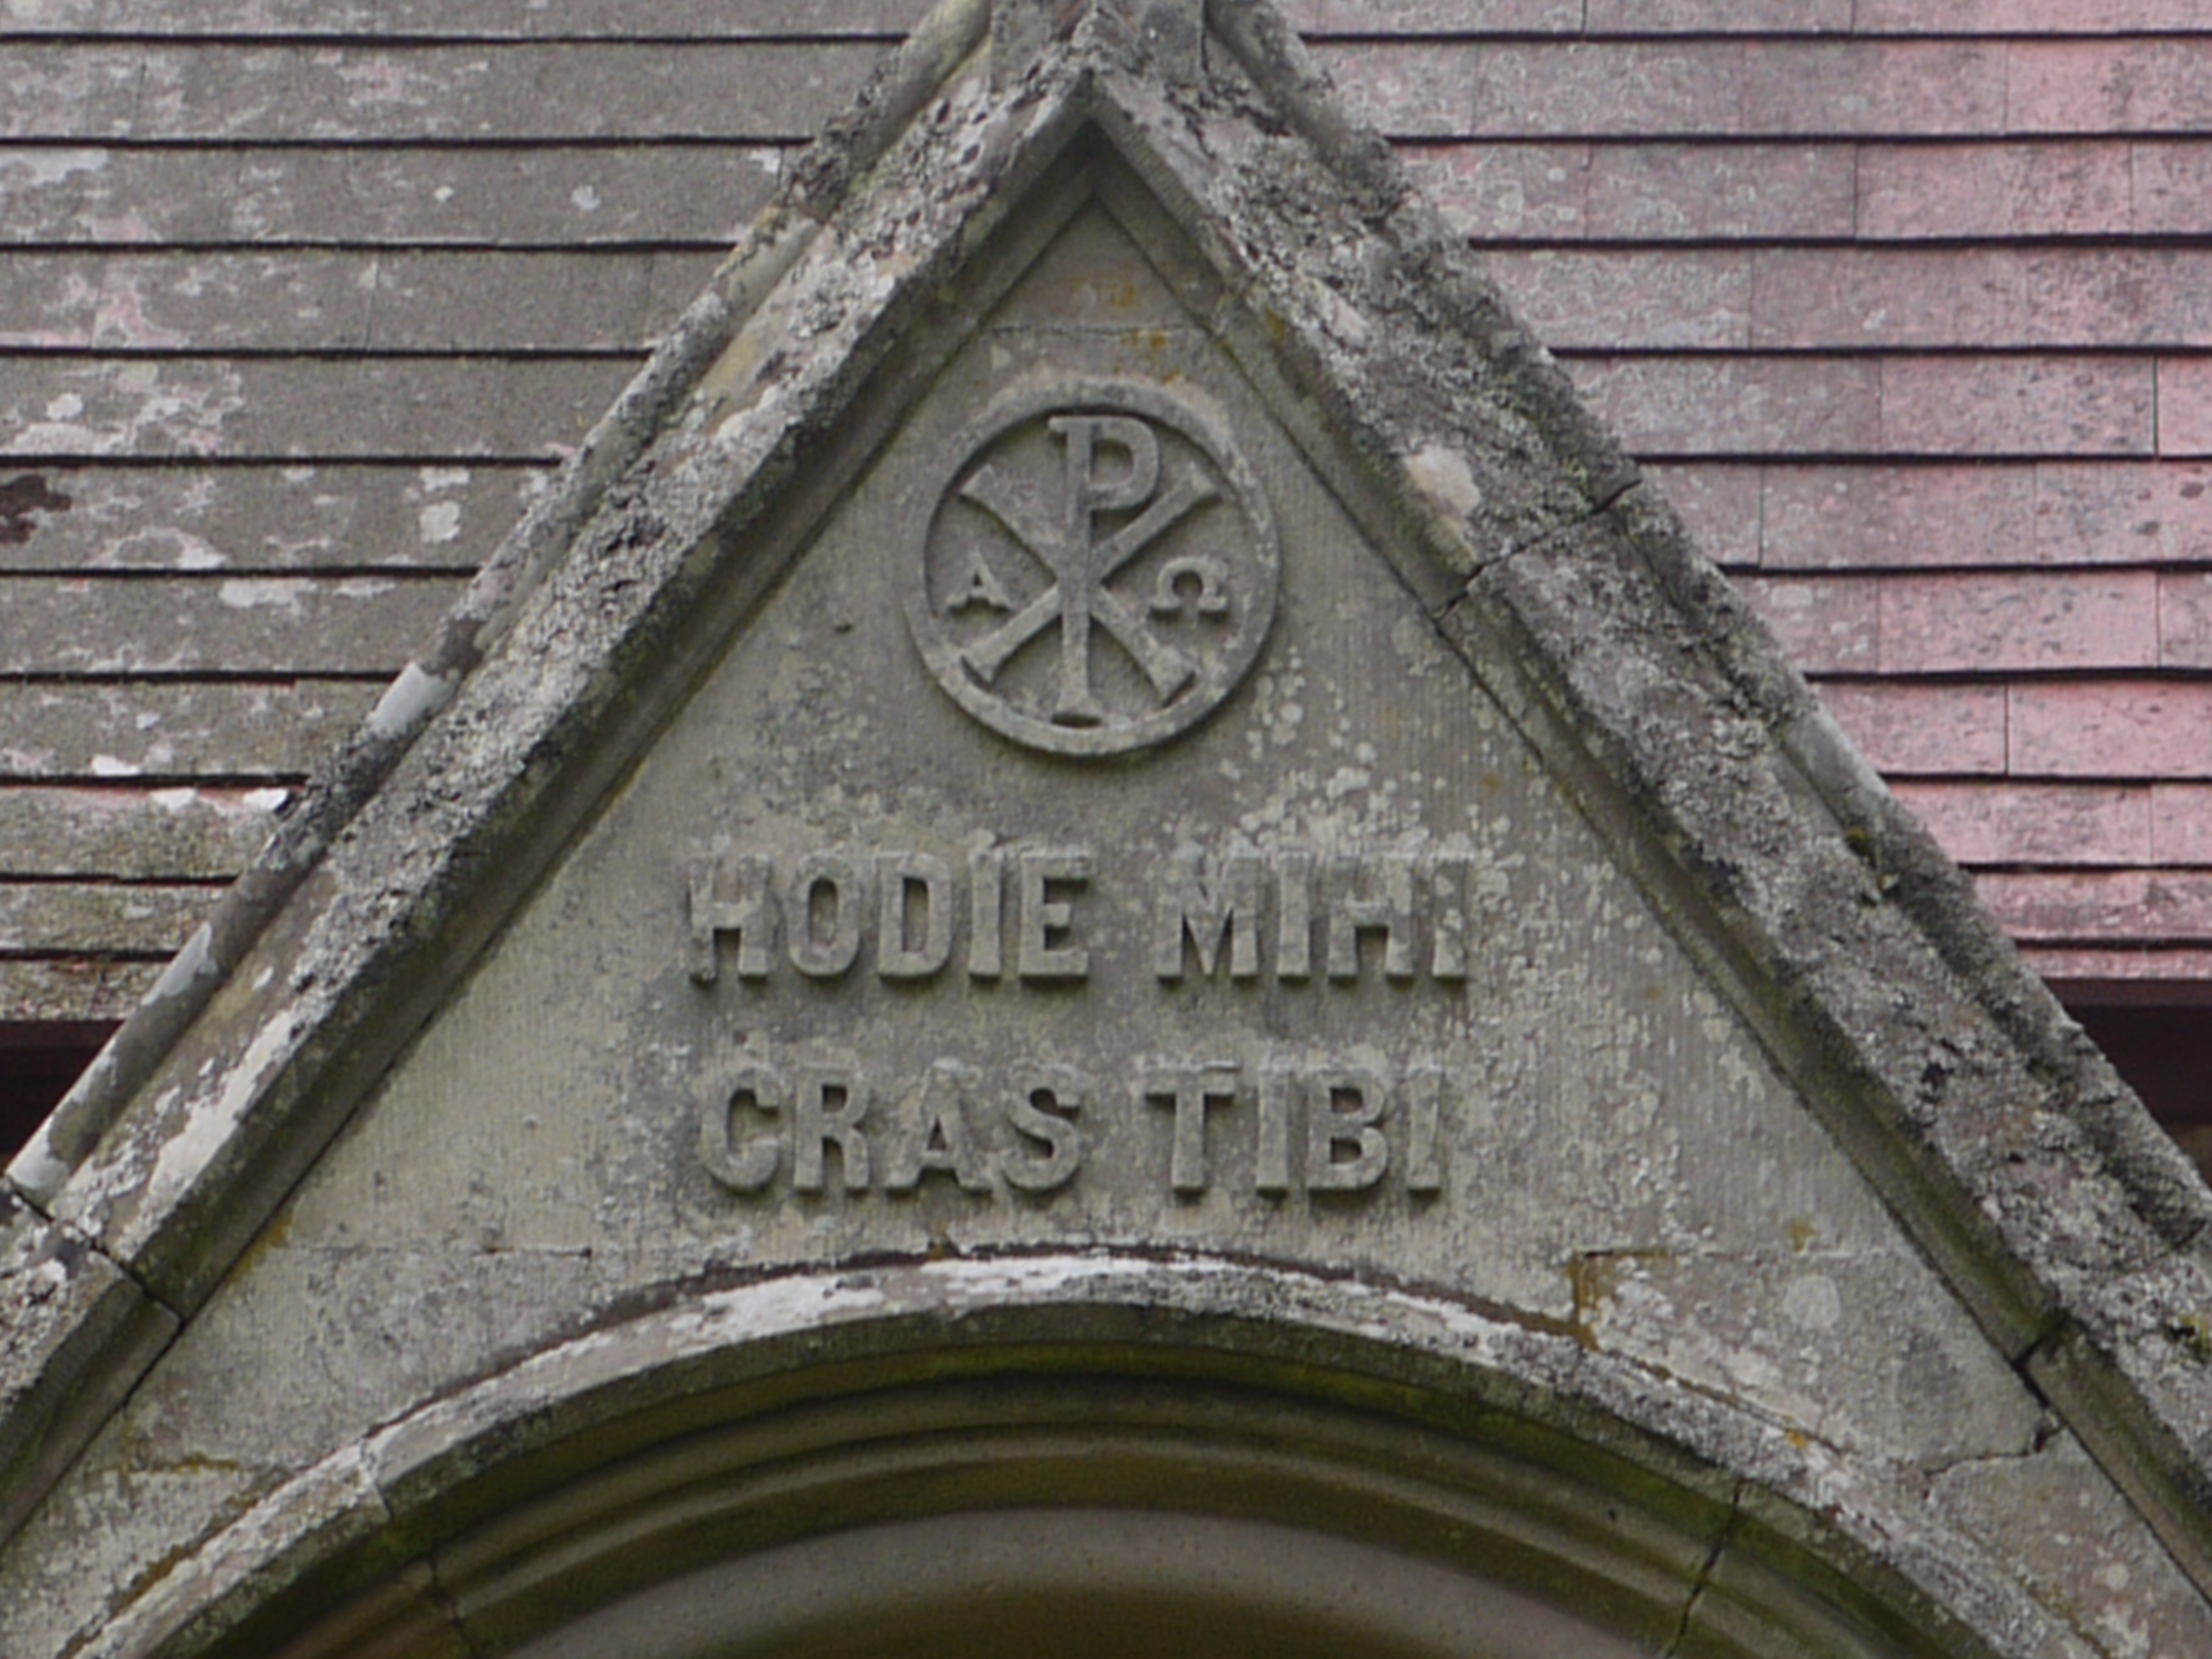 ☧
Α Ω
HODIE MIHI
CRAS TIBI